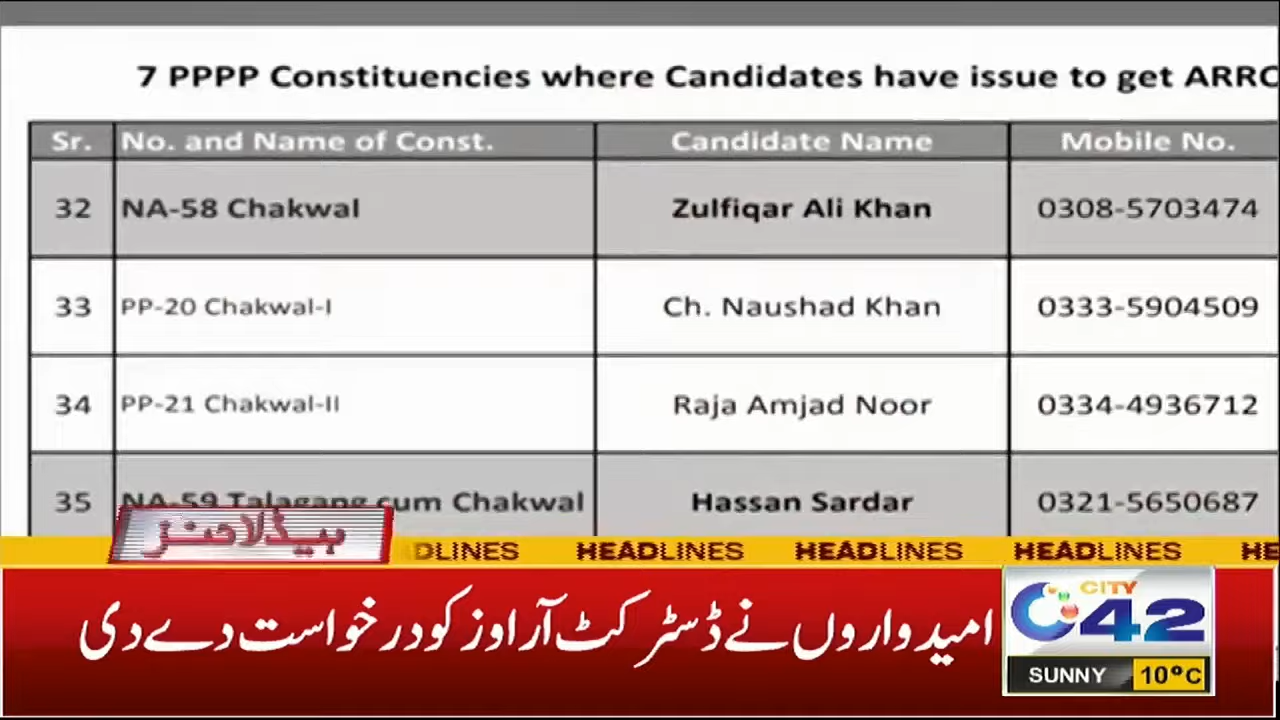 7 PPPP Constituencies where Candidates have issue to get ARRO
Sr. No. and Name of Const. Candidate Name Mobile No.
32 NA-58 Chakwal Zulfiqar Ali Khan 0308-5703474
33 PP-20 Chakwal-I Ch. Naushad Khan 0333-5904509
34 PP-21 Chakwal-II Raja Amjad Noor 0334-4936712
35 NA-59 Talagang cum Chakwal Hassan Sardar 0321-5650687
ہیڈلائنز
DLINES HEADLINES HEADLINES HEADLINES HE
امیدواروں نے ڈسٹرکٹ آر اوز کو درخواست دے دی
CITY
42
SUNNY 10°C